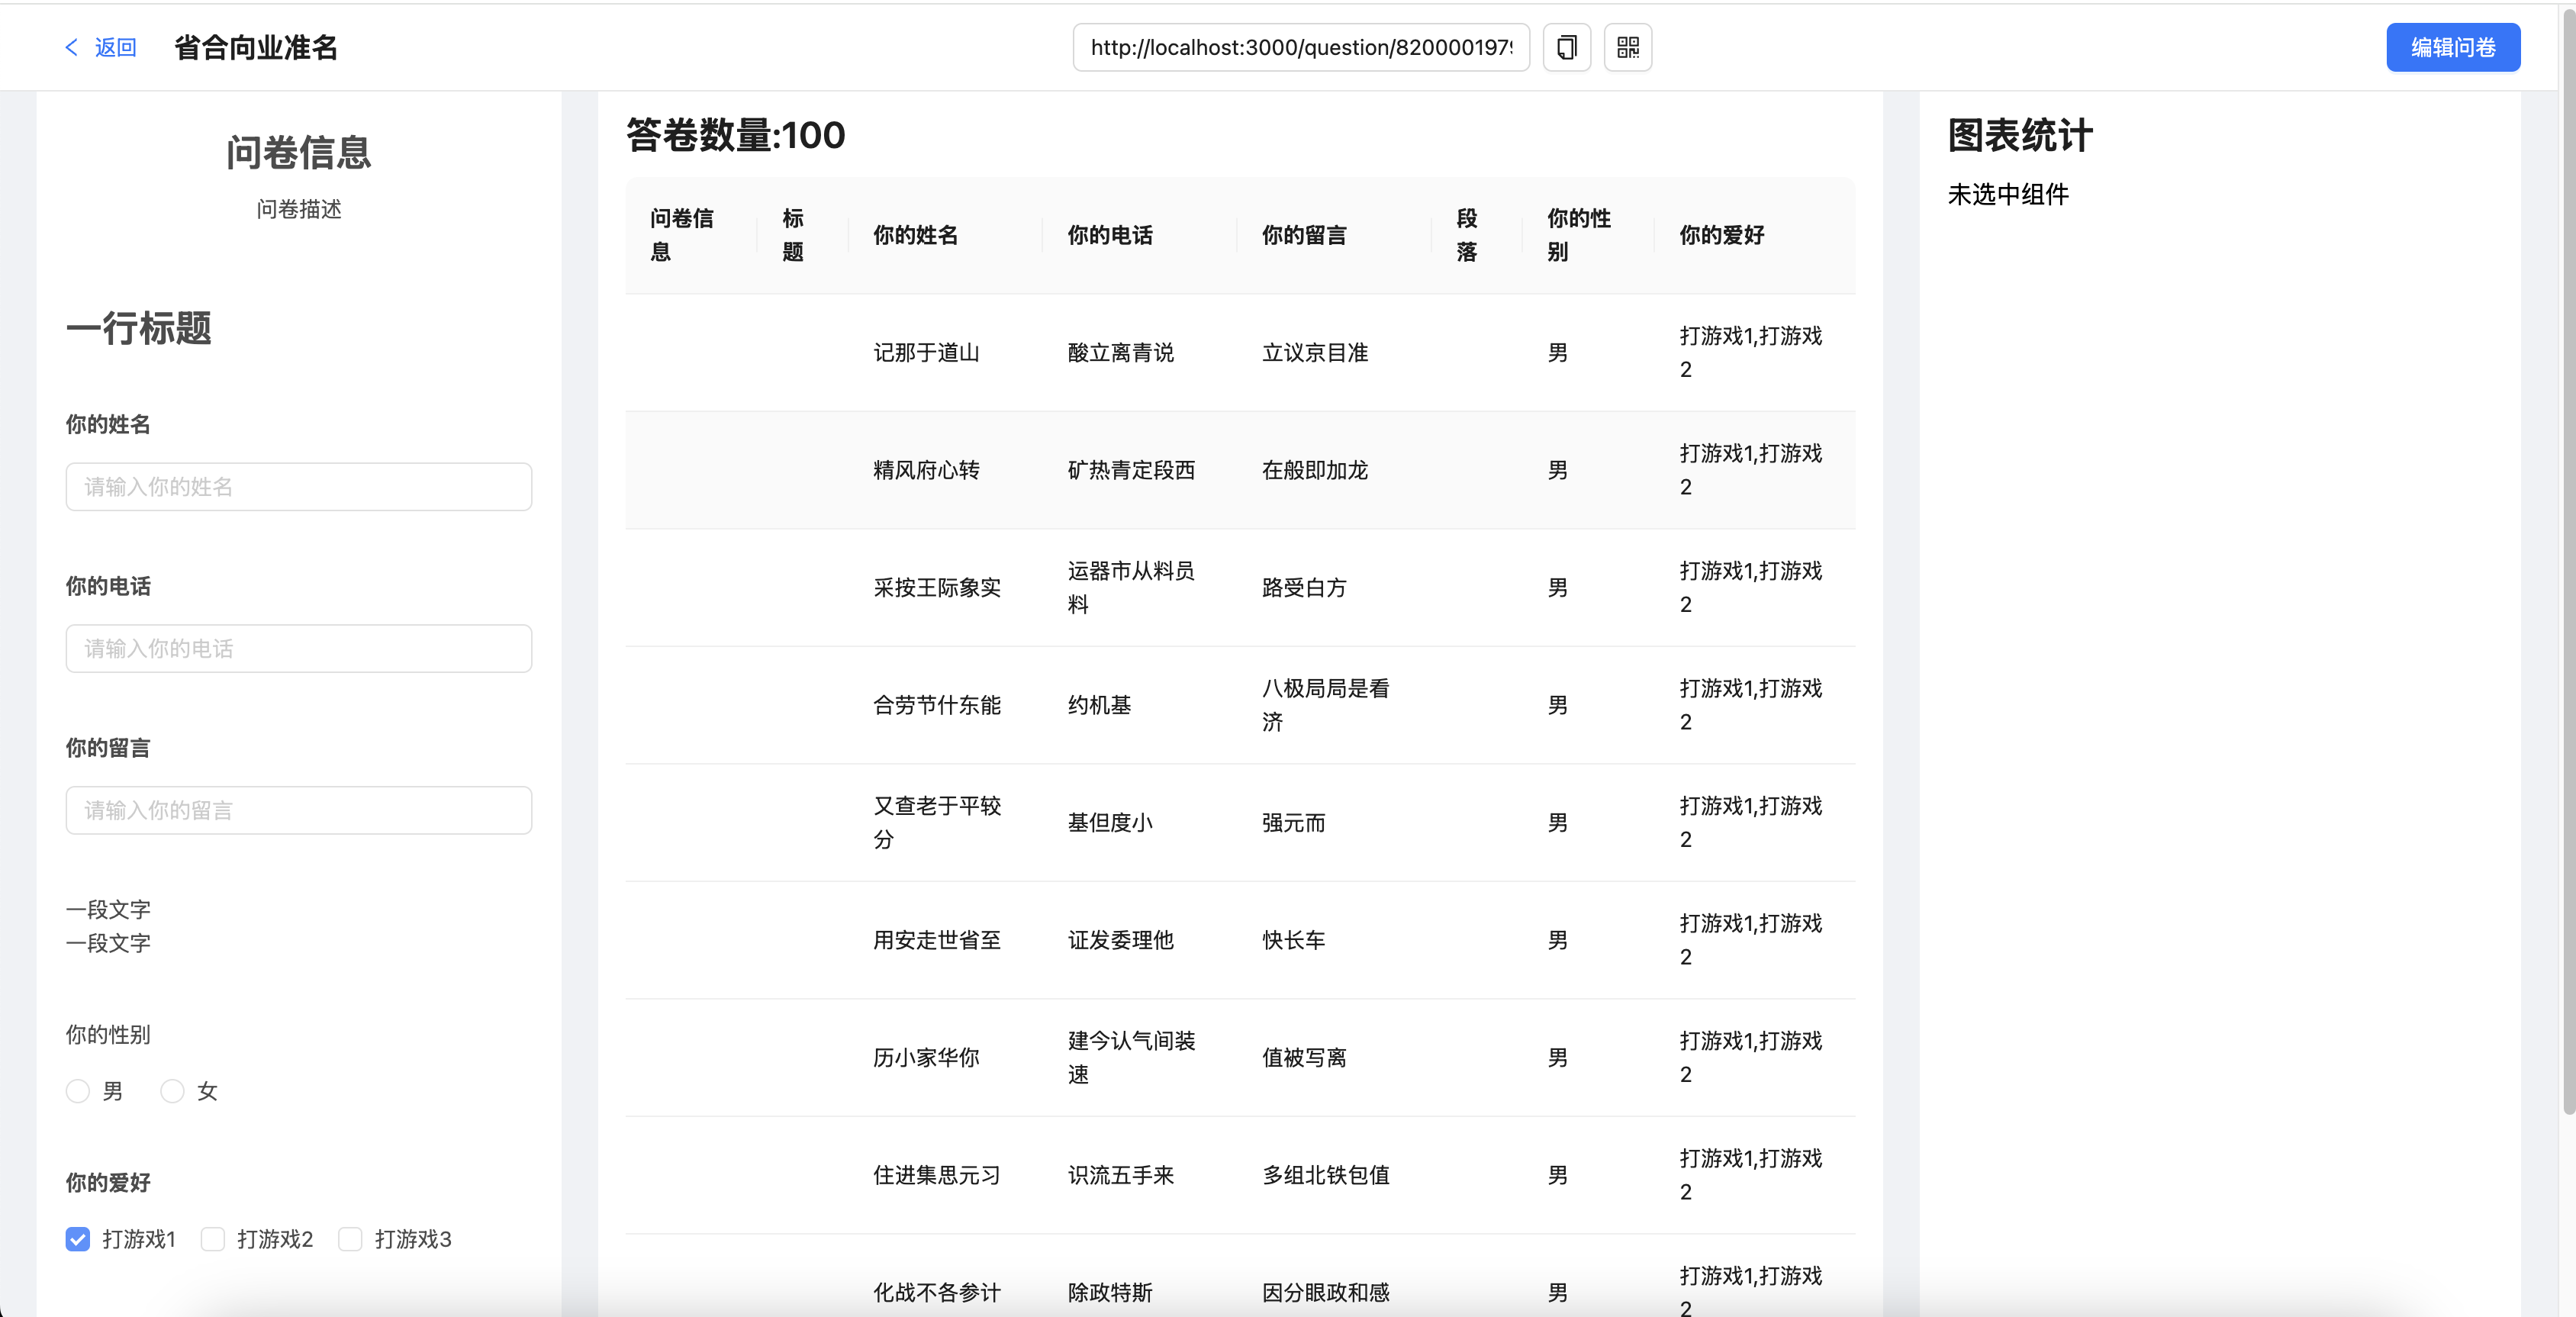 返回 省合向业准名 http://localhost:3000/question/820000197 编辑问卷
问卷信息
问卷描述
一行标题
你的姓名
请输入你的姓名
你的电话
请输入你的电话
你的留言
请输入你的留言
一段文字
一段文字
你的性别
男 女
你的爱好
打游戏1 打游戏2 打游戏3
答卷数量:100
问卷信息 标题 你的姓名 你的电话 你的留言 段落 你的性别 你的爱好
记那于道山 酸立离青说 立议京目准 男 打游戏1,打游戏2
精风府心转 矿热青定段西 在般即加龙 男 打游戏1,打游戏2
采按王际象实 运器市从料员料 路受白方 男 打游戏1,打游戏2
合劳节什东能 约机基 八极局局是看济 男 打游戏1,打游戏2
又查老于平较分 基但度小 强元而 男 打游戏1,打游戏2
用安走世省至 证发委理他 快长车 男 打游戏1,打游戏2
历小家华你 建今认气间装速 值被写离 男 打游戏1,打游戏2
住进集思元习 识流五手来 多组北铁包值 男 打游戏1,打游戏2
化战不各参计 除政特斯 因分眼政和感 男 打游戏1,打游戏2
图表统计
未选中组件